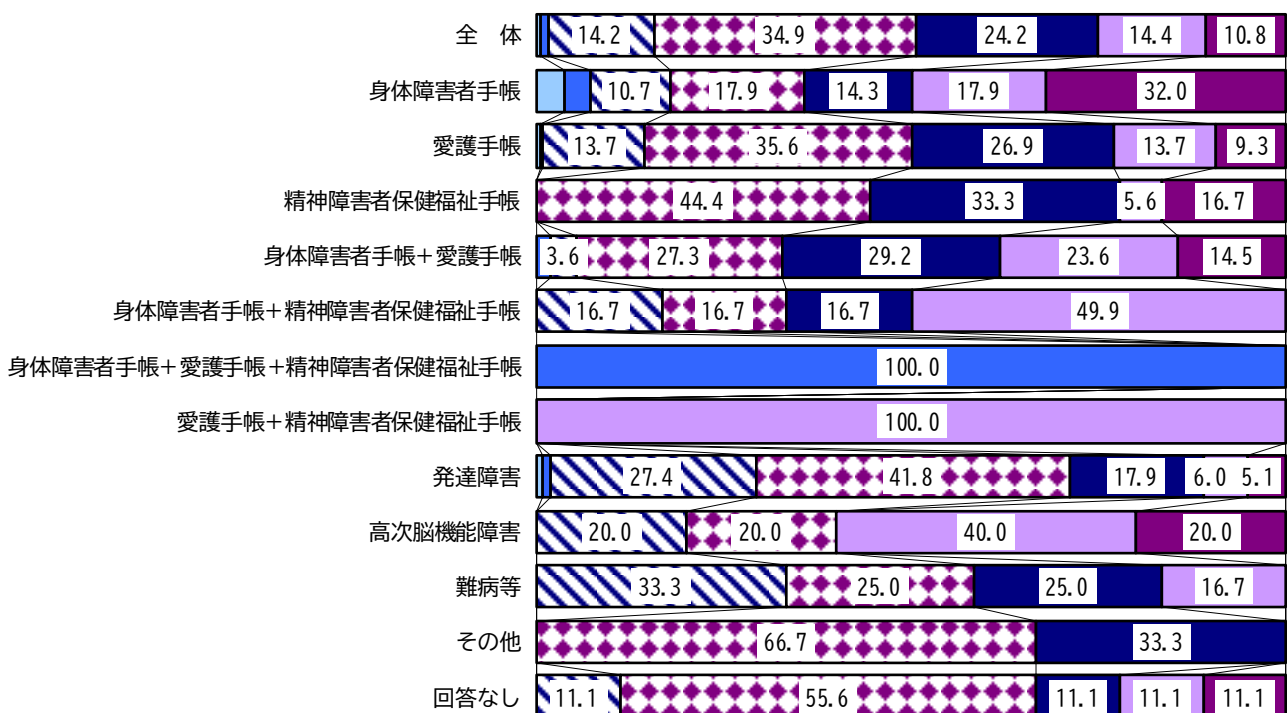 全 体 14.2 34.9 24.2 14.4 10.8
身体障害者手帳 10.7 17.9 14.3 17.9 32.0
愛護手帳 13.7 35.6 26.9 13.7 9.3
精神障害者保健福祉手帳 44.4 33.3 5.6 16.7
身体障害者手帳＋愛護手帳 3.6 27.3 29.2 23.6 14.5
身体障害者手帳＋精神障害者保健福祉手帳 16.7 16.7 16.7 49.9
身体障害者手帳＋愛護手帳＋精神障害者保健福祉手帳 100.0
愛護手帳＋精神障害者保健福祉手帳 100.0
発達障害 27.4 41.8 17.9 6.0 5.1
高次脳機能障害 20.0 20.0 40.0 20.0
難病等 33.3 25.0 25.0 16.7
その他 66.7 33.3
回答なし 11.1 55.6 11.1 11.1 11.1